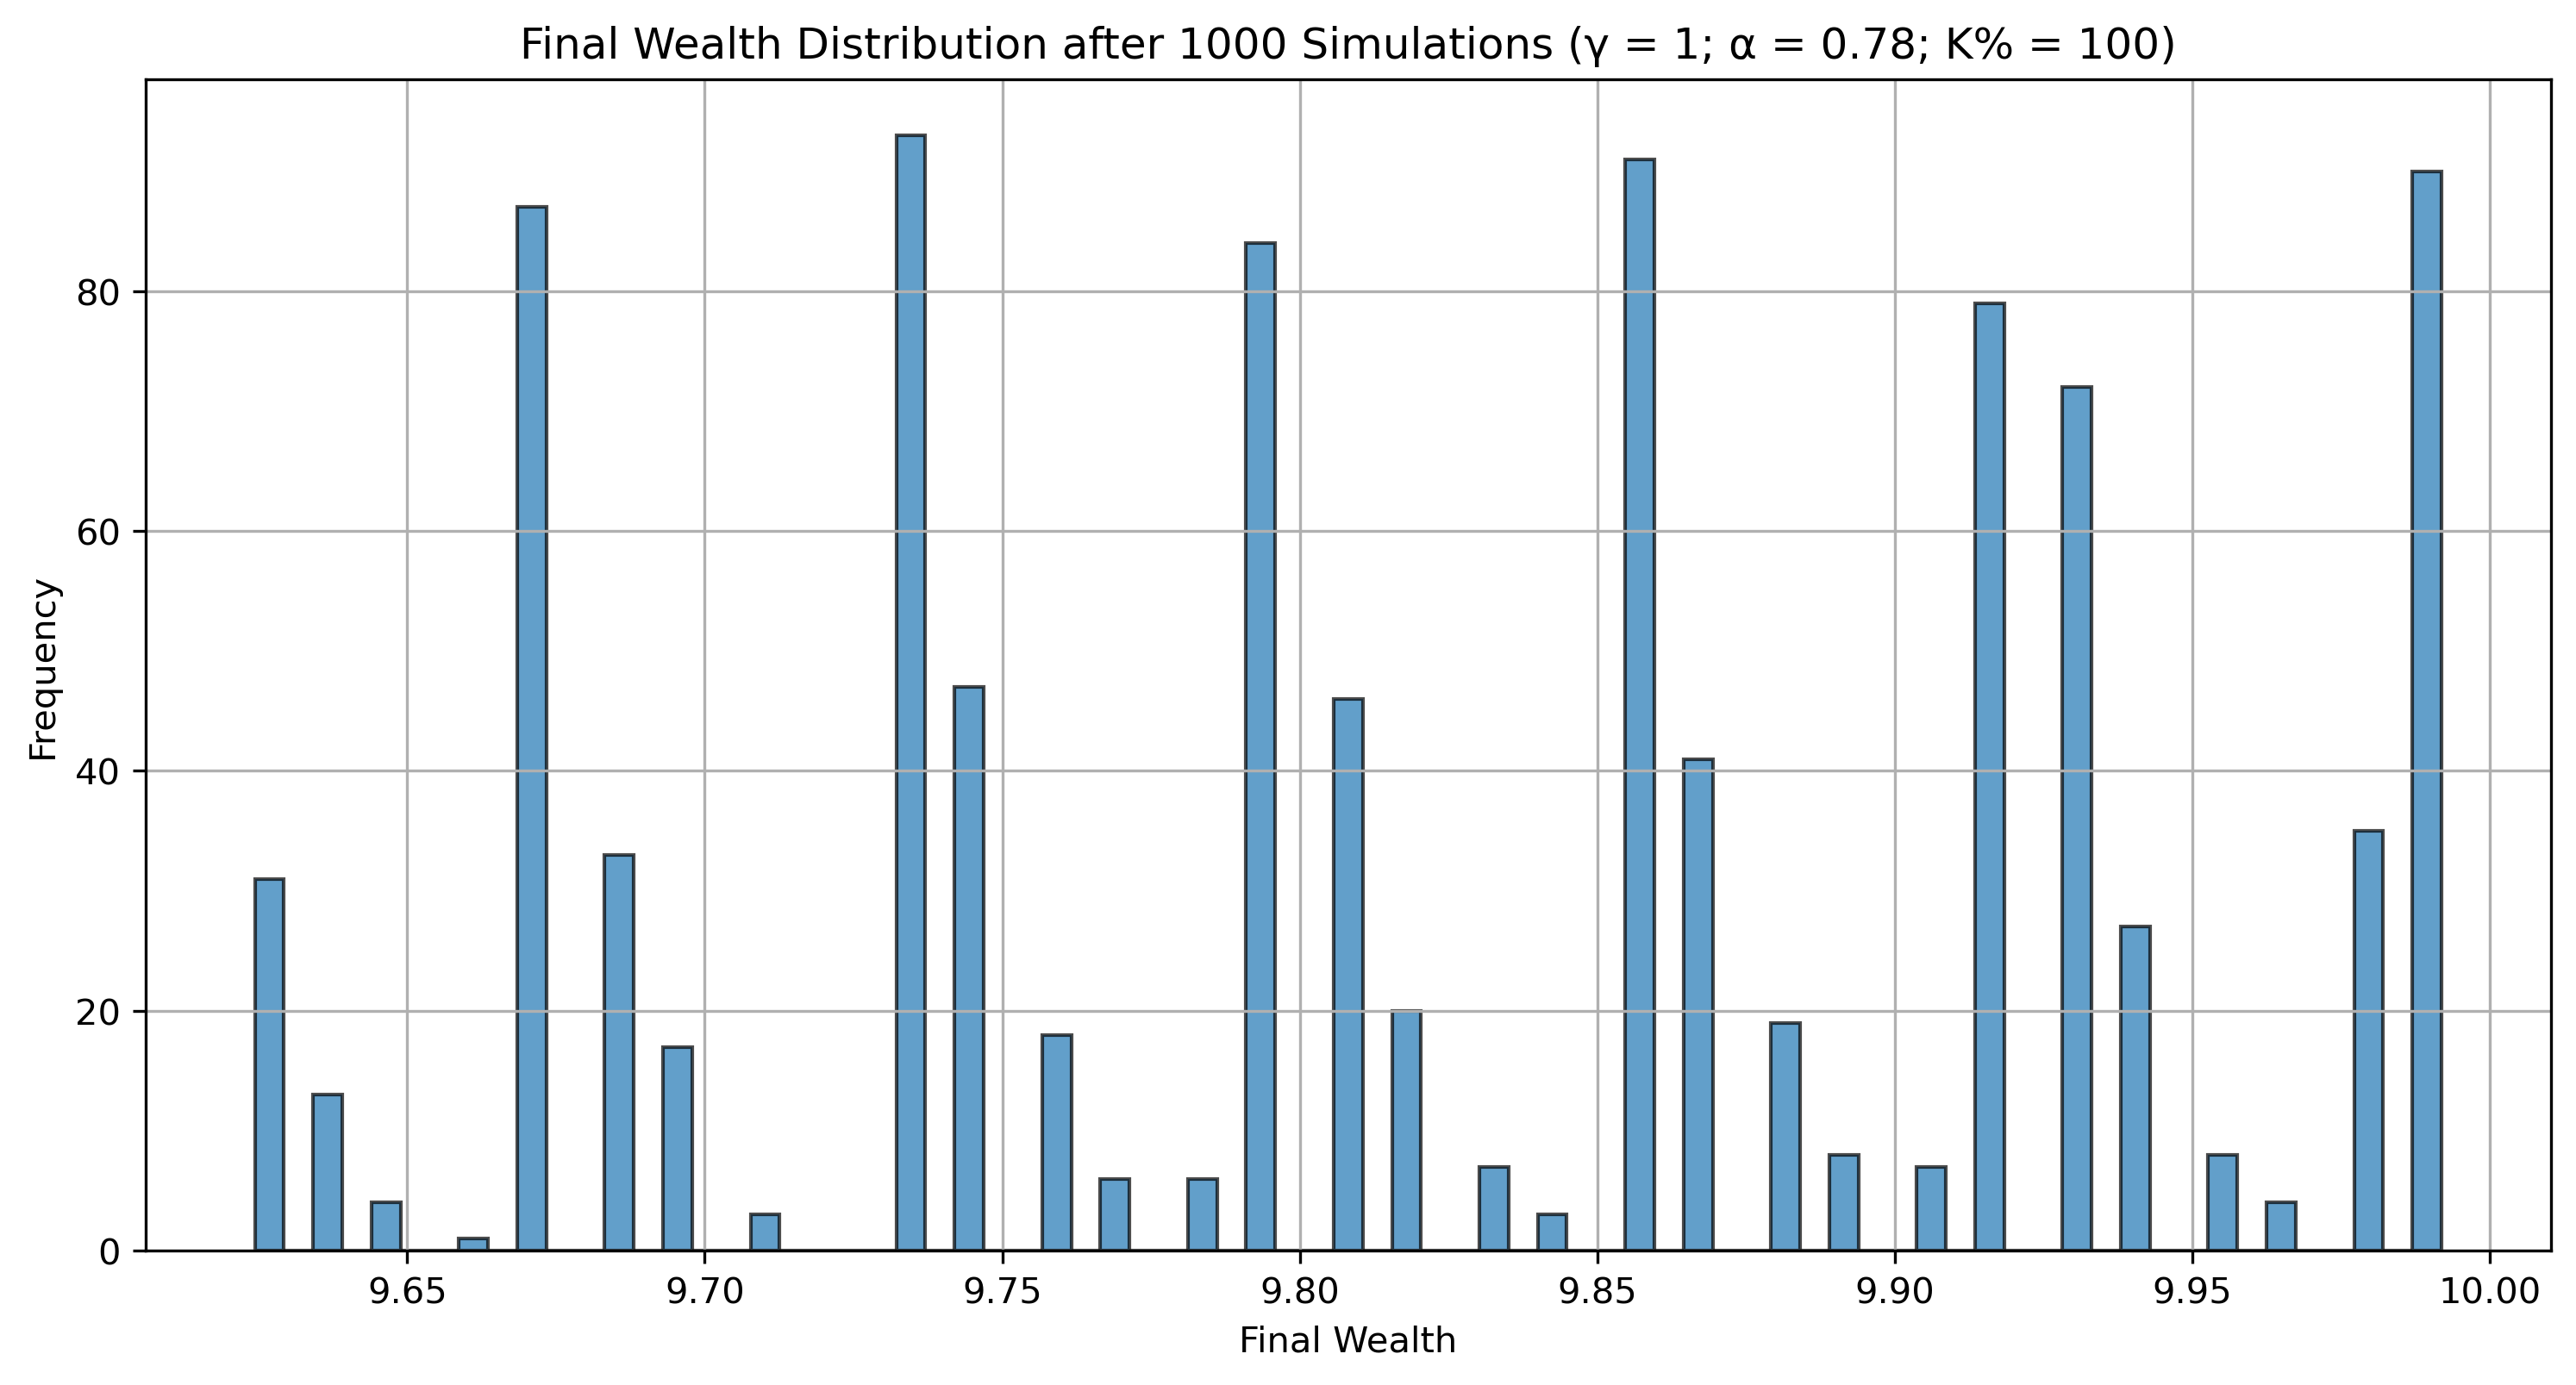 Final Wealth Distribution after 1000 Simulations (γ = 1; α = 0.78; K% = 100)
Frequency
80
60
40
20
0
9.65 9.70 9.75 9.80 9.85 9.90 9.95 10.00
Final Wealth